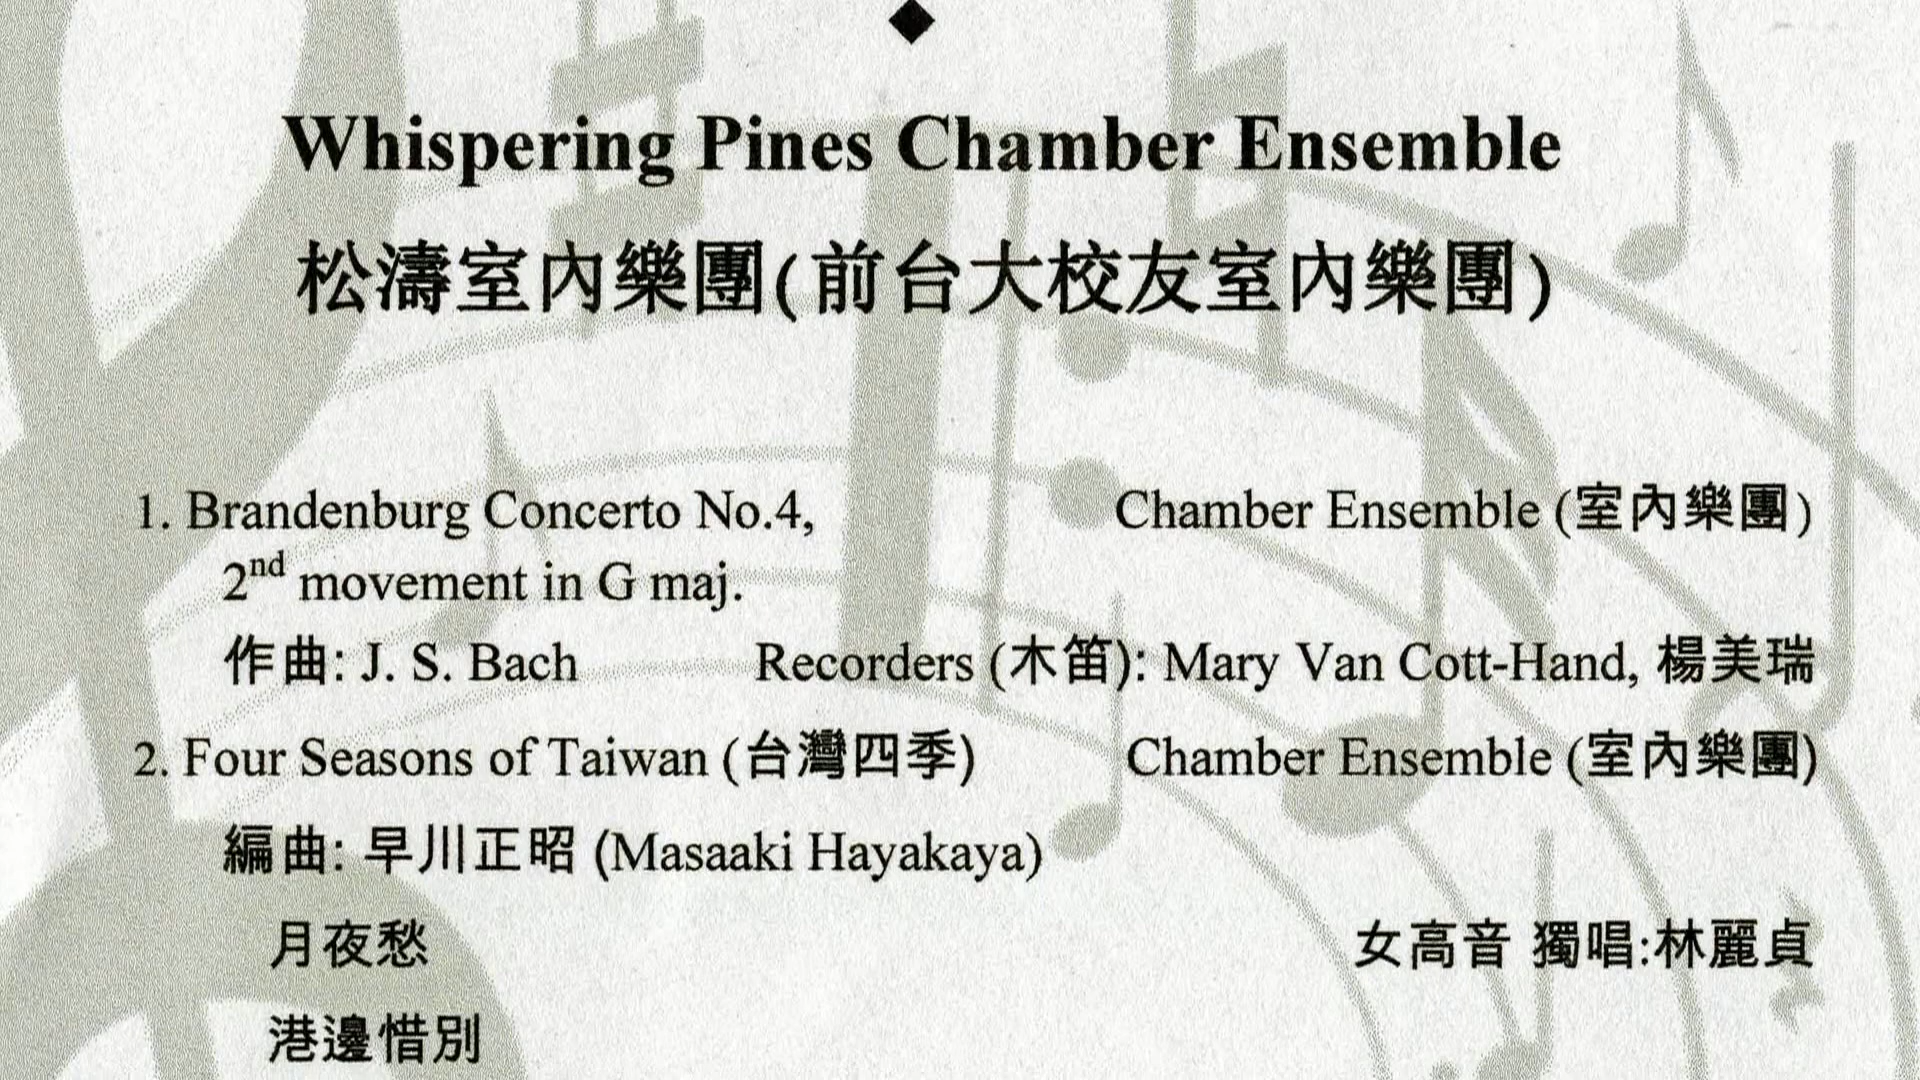 Whispering Pines Chamber Ensemble
松濤室內樂團(前台大校友室內樂團)
1. Brandenburg Concerto No.4, Chamber Ensemble (室內樂團)
2nd movement in G maj.
作曲: J. S. Bach Recorders (木笛): Mary Van Cott-Hand, 楊美瑞
2. Four Seasons of Taiwan (台灣四季) Chamber Ensemble (室內樂團)
編曲: 早川正昭 (Masaaki Hayakaya)
月夜愁 女高音 獨唱:林麗貞
港邊惜別